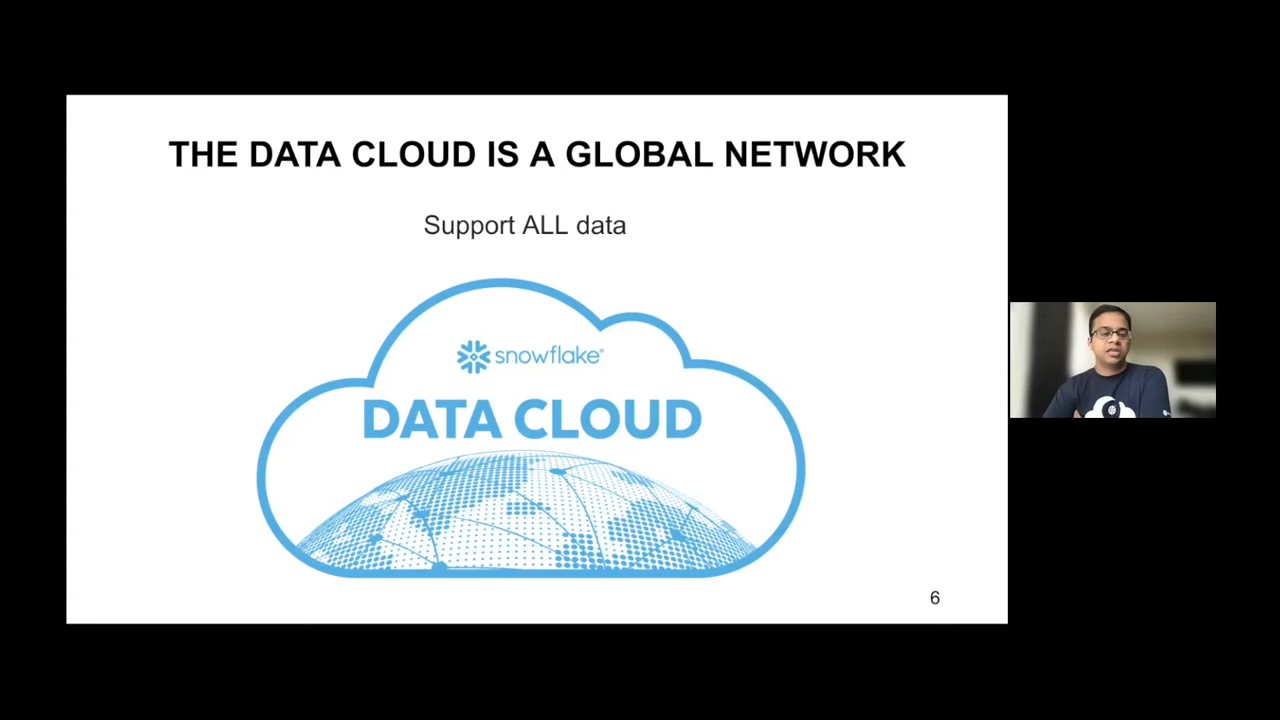 THE DATA CLOUD IS A GLOBAL NETWORK
Support ALL data
snowflake®
DATA CLOUD
6